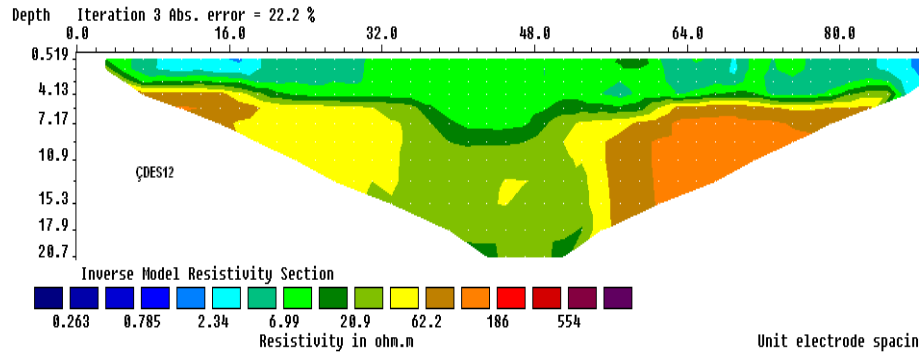 Depth Iteration 3 Abs. error = 22.2 %
0.0 16.0 32.0 48.0 64.0 80.0
0.519
4.13
7.17
10.9
ÇDES12
15.3
17.9
20.7
Inverse Model Resistivity Section
0.263 0.785 2.34 6.99 20.9 62.2 186 554
Resistivity in ohm.m Unit electrode spacin